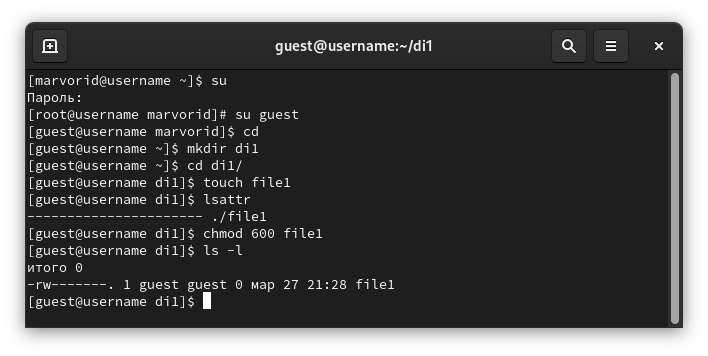 guest@username:~/di1
[marvorid@username ~]$ su
Пароль:
[root@username marvorid]# su guest
[guest@username marvorid]$ cd
[guest@username ~]$ mkdir di1
[guest@username ~]$ cd di1/
[guest@username di1]$ touch file1
[guest@username di1]$ lsattr
---------------------- ./file1
[guest@username di1]$ chmod 600 file1
[guest@username di1]$ ls -l
итого 0
-rw-------. 1 guest guest 0 мар 27 21:28 file1
[guest@username di1]$